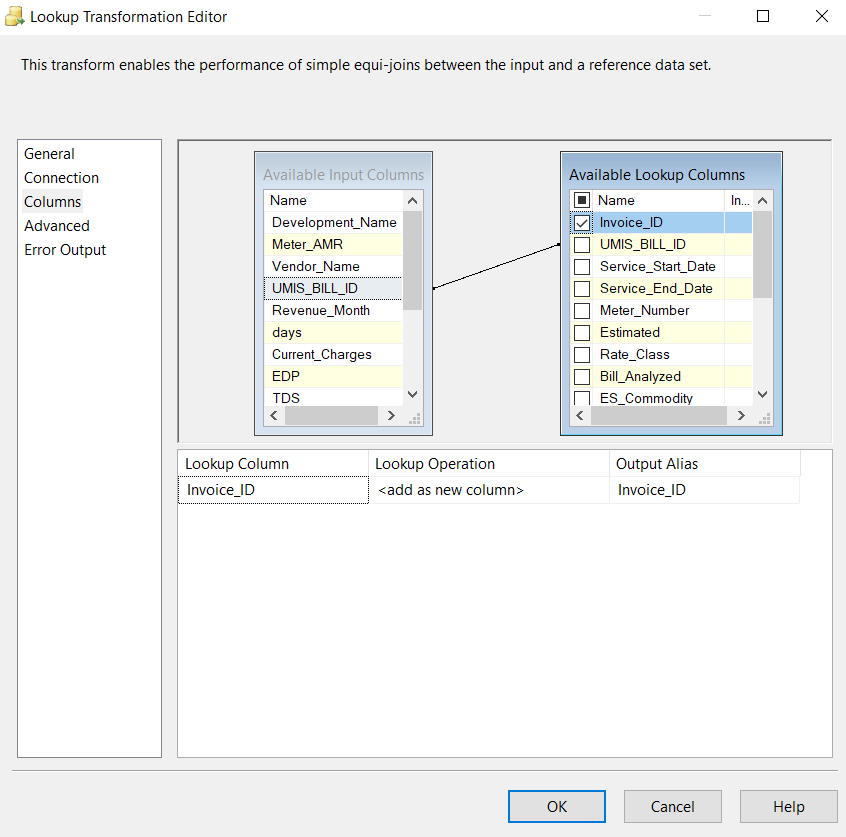 Lookup Transformation Editor
This transform enables the performance of simple equi-joins between the input and a reference data set.
General
Connection
Columns
Advanced
Error Output
Available Input Columns
Name
Development_Name
Meter_AMR
Vendor_Name
UMIS_BILL_ID
Revenue_Month
days
Current_Charges
EDP
TDS
Available Lookup Columns
Name In...
Invoice_ID
UMIS_BILL_ID
Service_Start_Date
Service_End_Date
Meter_Number
Estimated
Rate_Class
Bill_Analyzed
ES_Commodity
Lookup Column Lookup Operation Output Alias
Invoice_ID <add as new column> Invoice_ID
OK Cancel Help